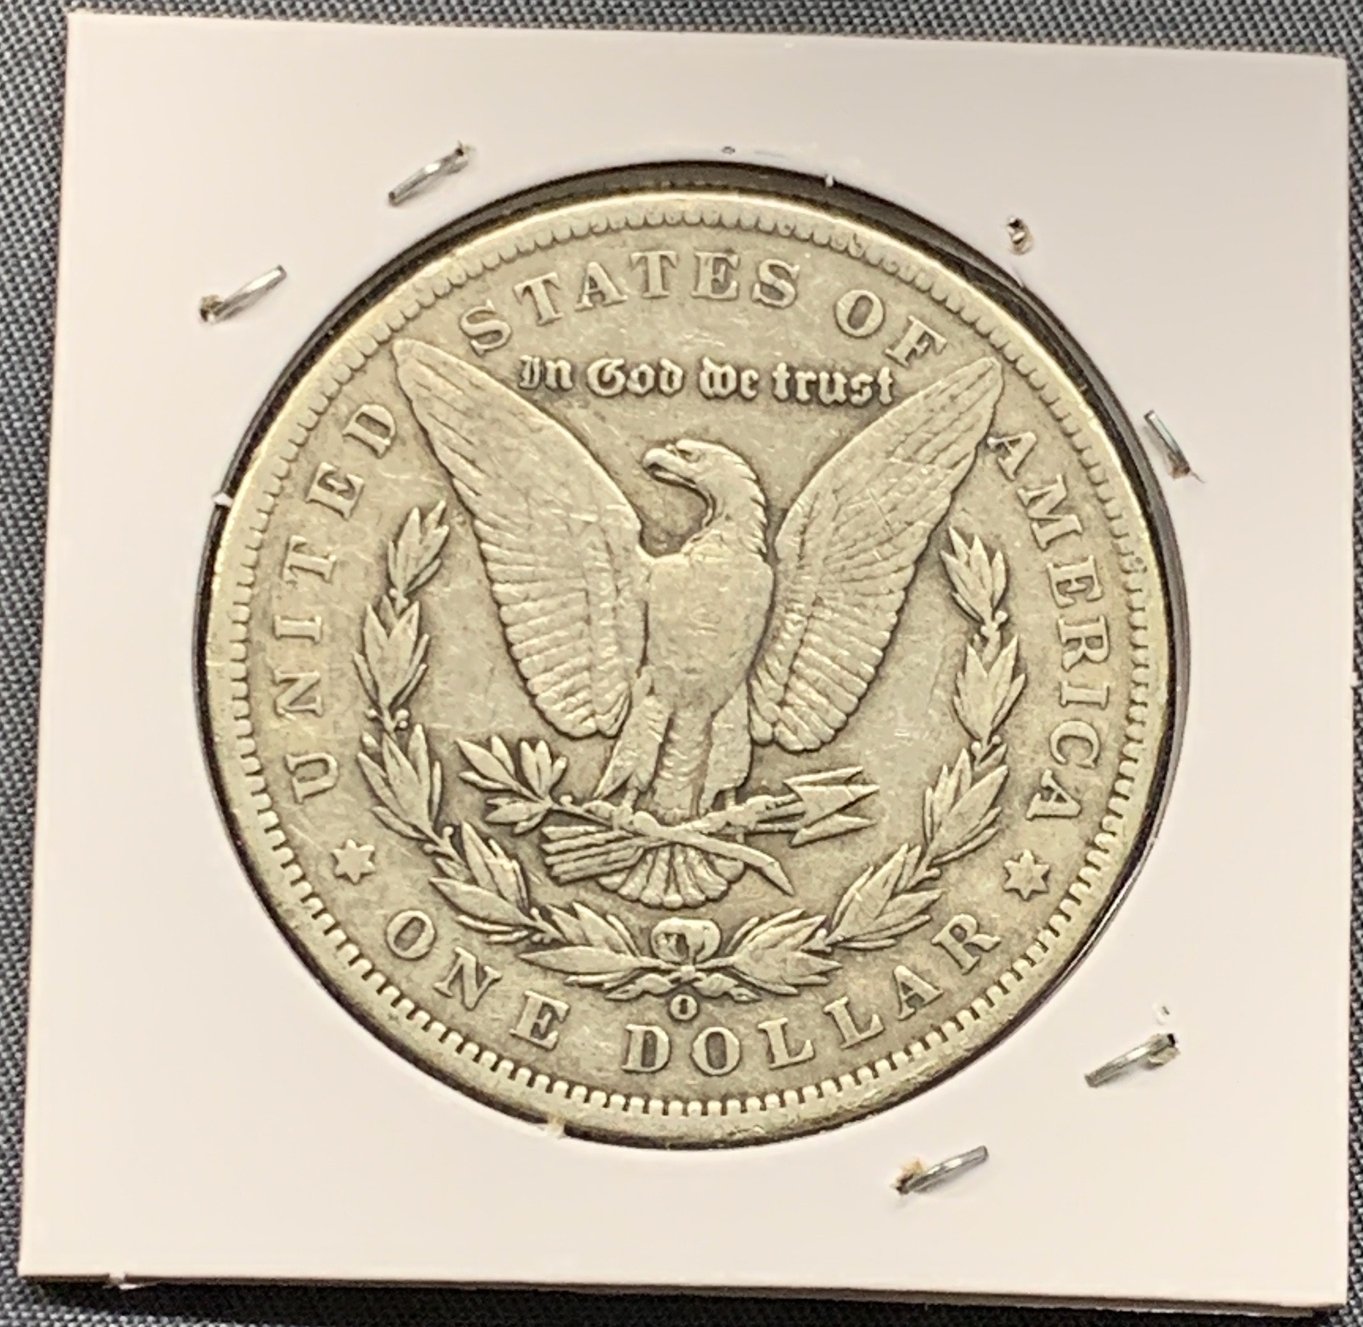 UNITED STATES OF AMERICA
In God we trust
O
ONE DOLLAR